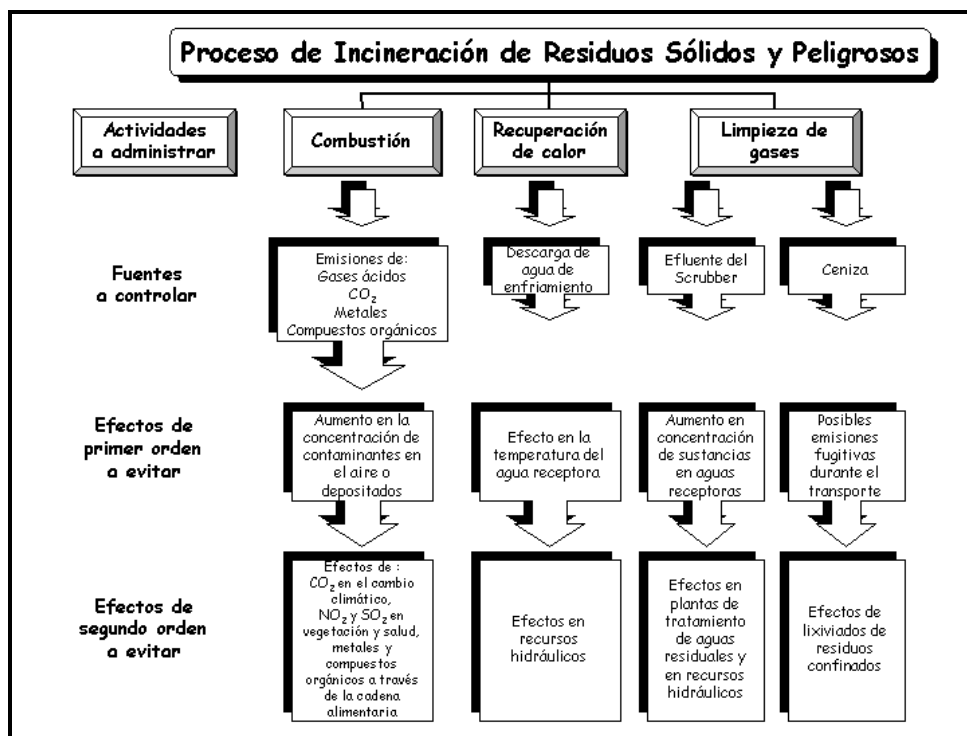 Proceso de Incineración de Residuos Sólidos y Peligrosos
Actividades
a administrar
Combustión
Recuperación
de calor
Limpieza de
gases
Fuentes
a controlar
Emisiones de:
Gases ácidos
CO₂
Metales
Compuestos orgánicos
Descarga de
agua de
enfriamiento
Efluente del
Scrubber
Ceniza
Efectos de
primer orden
a evitar
Aumento en la
concentración de
contaminantes en
el aire o
depositados
Efecto en la
temperatura del
agua receptora
Aumento en
concentración
de sustancias en
aguas
receptoras
Posibles
emisiones
fugitivas
durante el
transporte
Efectos de
segundo orden
a evitar
Efectos de :
CO₂ en el cambio
climático,
NO₂ y SO₂ en
vegetación y salud,
metales y
compuestos
orgánicos a través
de la cadena
alimentaria
Efectos en
recursos
hidráulicos
Efectos en
plantas de
tratamiento
de aguas
residuales y
en recursos
hidráulicos
Efectos de
lixiviados de
residuos
confinados